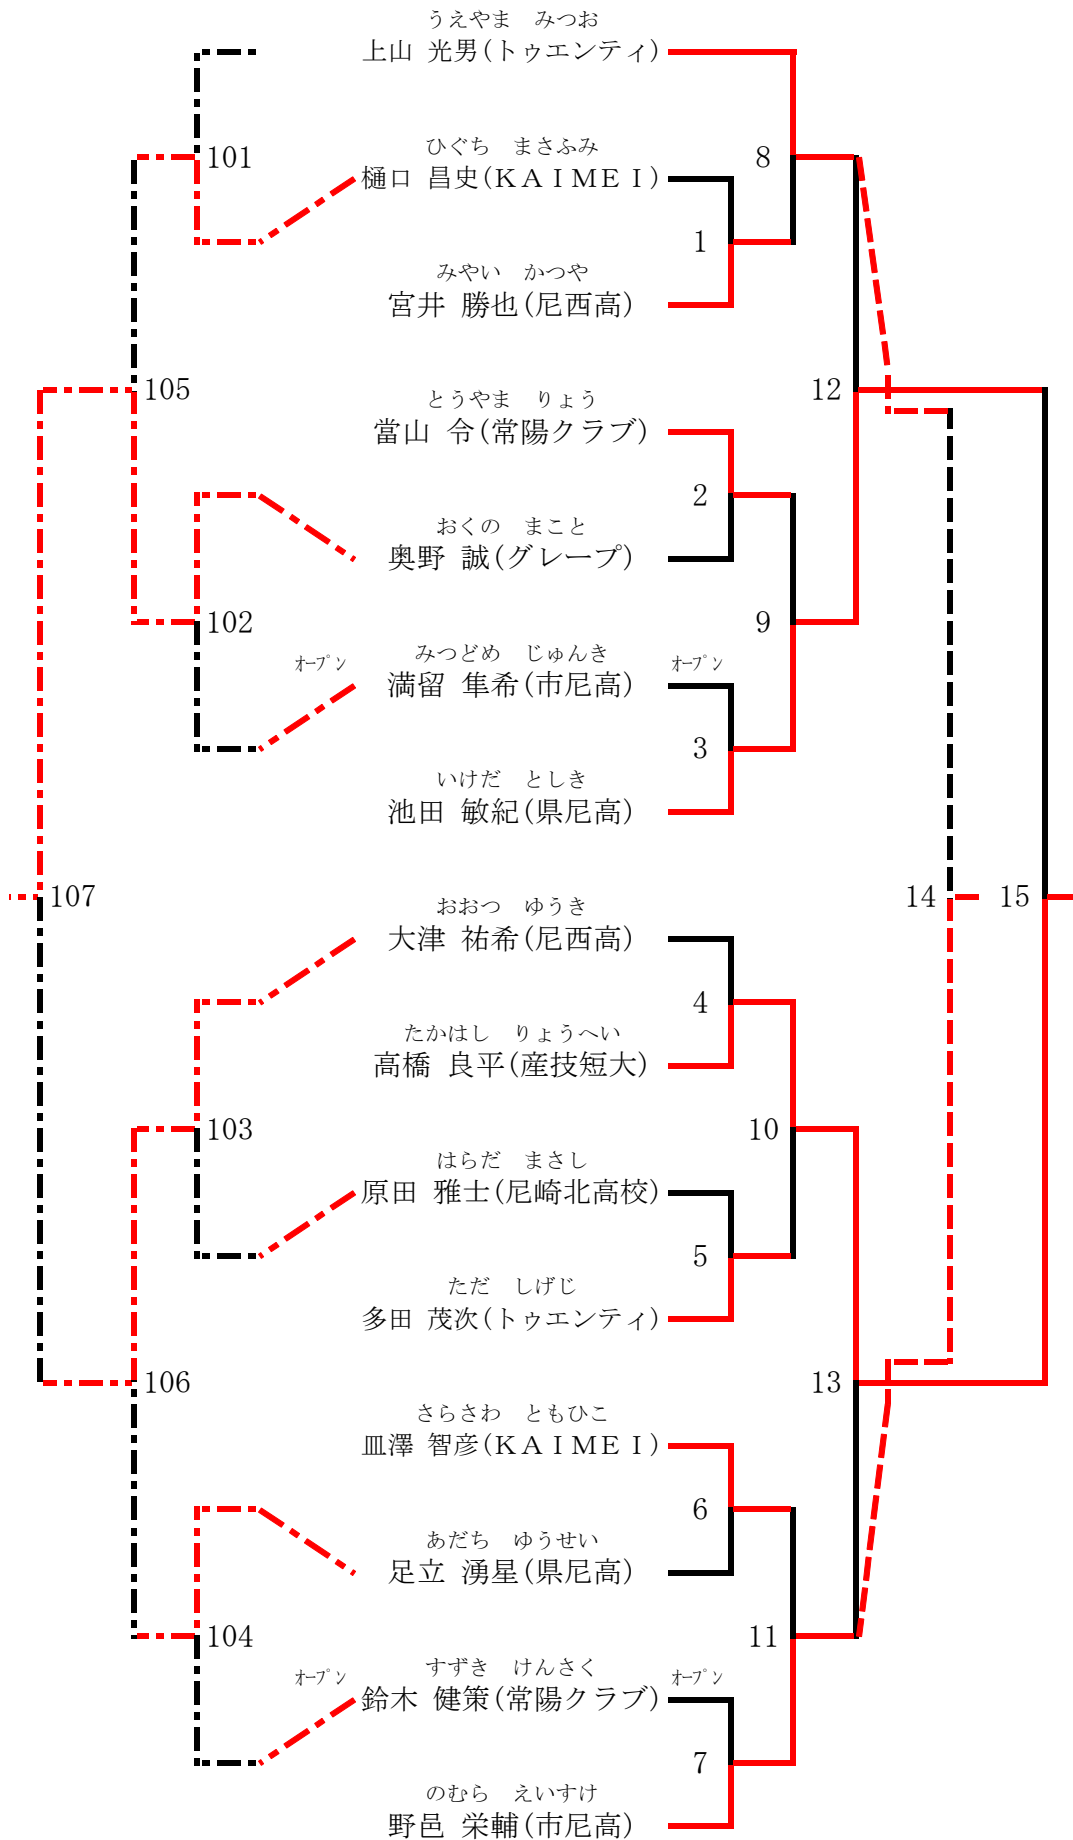 うえやま　みつお
上山 光男(トゥエンティ)
ひぐち　まさふみ
101
8
樋口 昌史(ＫＡＩＭＥＩ)
1
みやい　かつや
宮井 勝也(尼西高)
105
12
とうやま　りょう
當山 令(常陽クラブ)
2
おくの　まこと
奥野 誠(グレープ)
102
9
みつどめ　じゅんき
ｵｰﾌﾟﾝ
ｵｰﾌﾟﾝ
満留 隼希(市尼高)
3
いけだ　としき
池田 敏紀(県尼高)
107
14
15
おおつ　ゆうき
大津 祐希(尼西高)
4
たかはし　りょうへい
高橋 良平(産技短大)
103
10
はらだ　まさし
原田 雅士(尼崎北高校)
5
ただ　しげじ
多田 茂次(トゥエンティ)
106
13
さらさわ　ともひこ
皿澤 智彦(ＫＡＩＭＥＩ)
6
あだち　ゆうせい
足立 湧星(県尼高)
104
11
すずき　けんさく
ｵｰﾌﾟﾝ
ｵｰﾌﾟﾝ
鈴木 健策(常陽クラブ)
7
のむら　えいすけ
野邑 栄輔(市尼高)